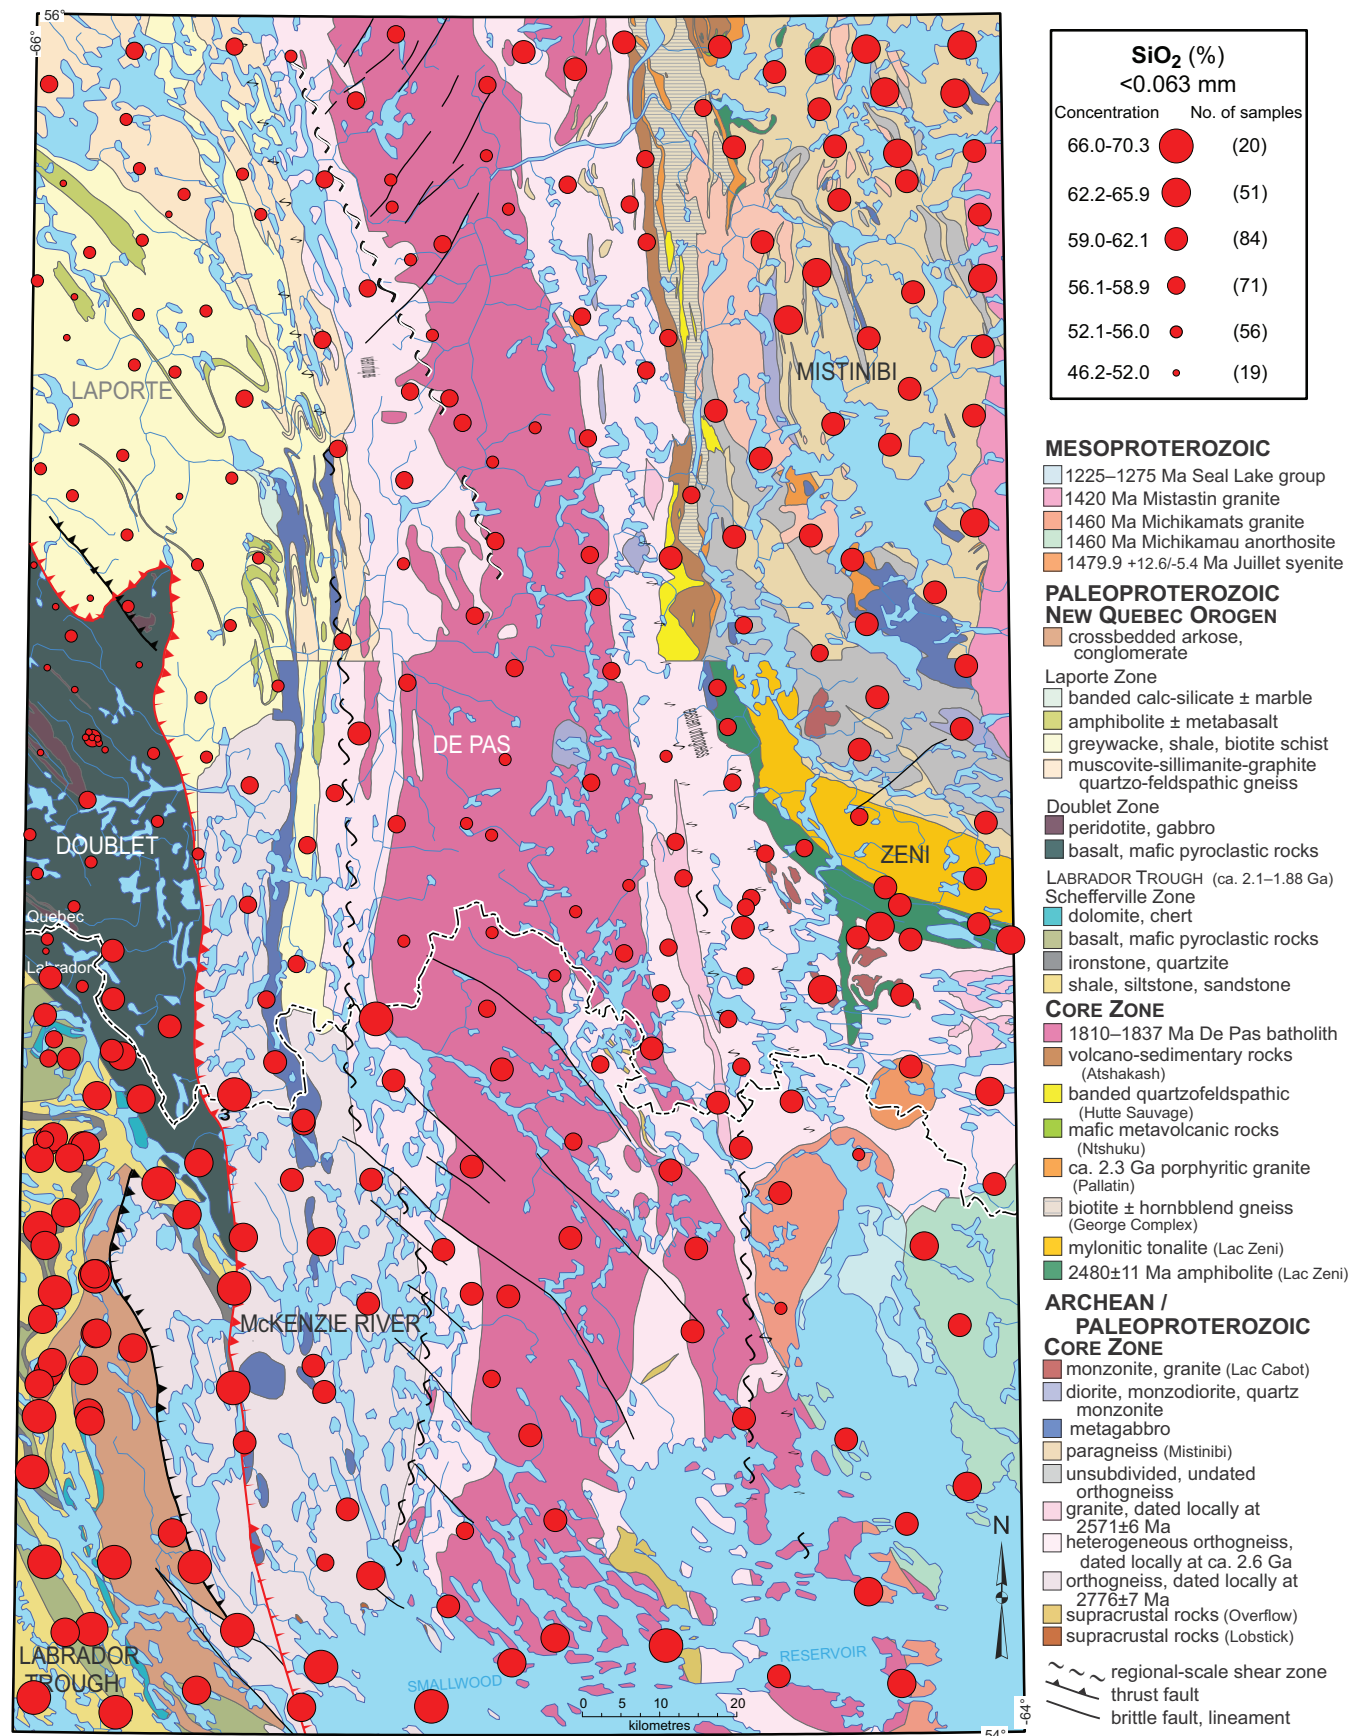 56°
-66°
LAPORTE
MISTINIBI
DE PAS
eastern orthogneiss
DOUBLET
ZENI
Quebec
Labrador
3
McKENZIE RIVER
LABRADOR
TROUGH
SMALLWOOD
RESERVOIR
0 5 10 20
kilometres
N
-64°
54°
SiO2 (%)
<0.063 mm
Concentration No. of samples
66.0-70.3 (20)
62.2-65.9 (51)
59.0-62.1 (84)
56.1-58.9 (71)
52.1-56.0 (56)
46.2-52.0 (19)
MESOPROTEROZOIC
1225–1275 Ma Seal Lake group
1420 Ma Mistastin granite
1460 Ma Michikamats granite
1460 Ma Michikamau anorthosite
1479.9 +12.6/-5.4 Ma Juillet syenite
PALEOPROTEROZOIC
NEW QUEBEC OROGEN
crossbedded arkose,
conglomerate
Laporte Zone
banded calc-silicate ± marble
amphibolite ± metabasalt
greywacke, shale, biotite schist
muscovite-sillimanite-graphite
quartzo-feldspathic gneiss
Doublet Zone
peridotite, gabbro
basalt, mafic pyroclastic rocks
LABRADOR TROUGH (ca. 2.1–1.88 Ga)
Schefferville Zone
dolomite, chert
basalt, mafic pyroclastic rocks
ironstone, quartzite
shale, siltstone, sandstone
CORE ZONE
1810–1837 Ma De Pas batholith
volcano-sedimentary rocks
(Atshakash)
banded quartzofeldspathic
(Hutte Sauvage)
mafic metavolcanic rocks
(Ntshuku)
ca. 2.3 Ga porphyritic granite
(Pallatin)
biotite ± hornbblend gneiss
(George Complex)
mylonitic tonalite (Lac Zeni)
2480±11 Ma amphibolite (Lac Zeni)
ARCHEAN /
PALEOPROTEROZOIC
CORE ZONE
monzonite, granite (Lac Cabot)
diorite, monzodiorite, quartz
monzonite
metagabbro
paragneiss (Mistinibi)
unsubdivided, undated
orthogneiss
granite, dated locally at
2571±6 Ma
heterogeneous orthogneiss,
dated locally at ca. 2.6 Ga
orthogneiss, dated locally at
2776±7 Ma
supracrustal rocks (Overflow)
supracrustal rocks (Lobstick)
regional-scale shear zone
thrust fault
brittle fault, lineament